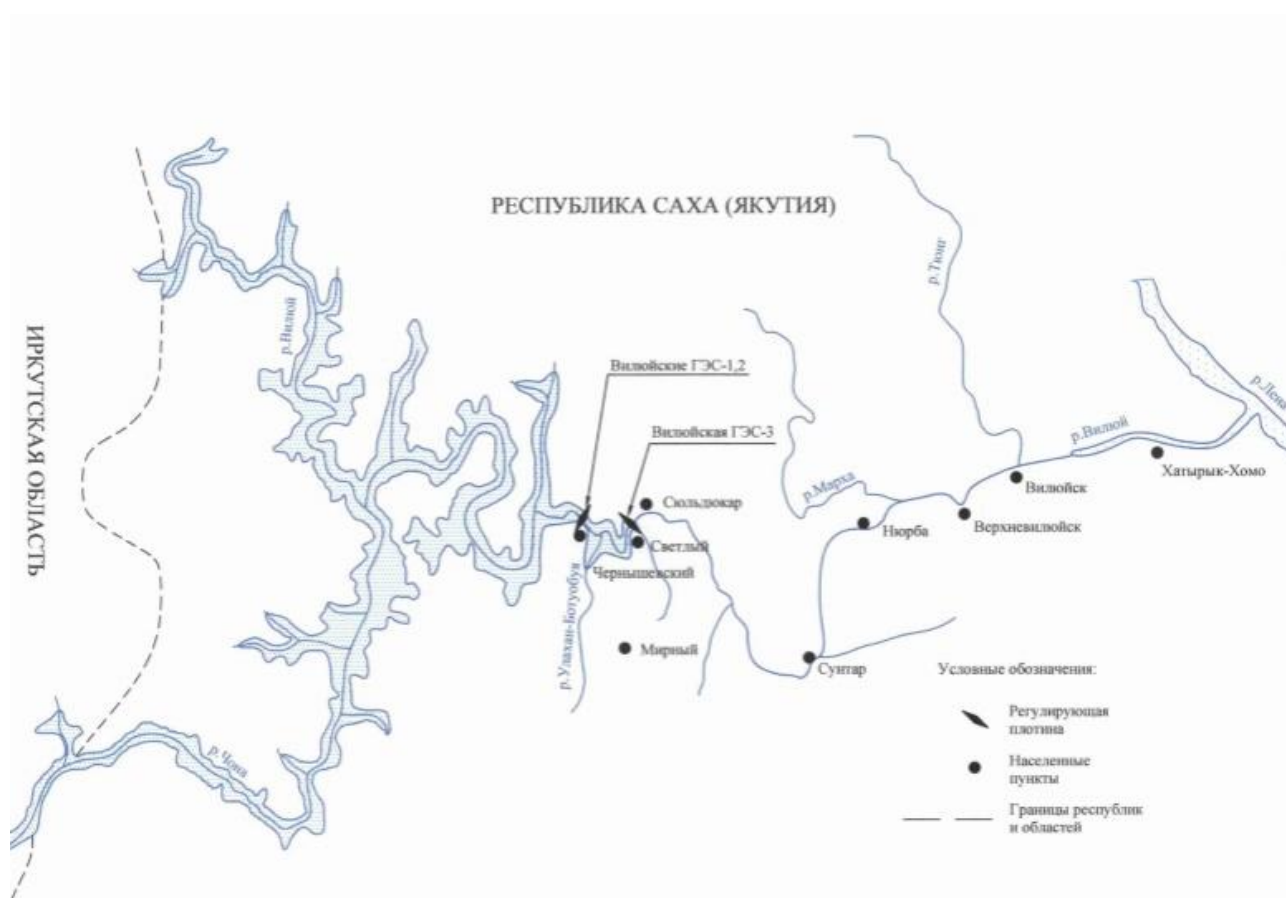 РЕСПУБЛИКА САХА (ЯКУТИЯ)
ИРКУТСКАЯ ОБЛАСТЬ
р.Вилюй
р.Тюнг
Вилюйские ГЭС-1,2
Вилюйская ГЭС-3
р.Лена
р.Вилюй
Хатырык-Хомо
Вилюйск
р.Марха
Сюльдюкар
Верхневилюйск
Нюрба
Светлый
Чернышевский
р.Улахан-Ботуобуя
Мирный
Сунтар
р.Чона
Условные обозначения:
Регулирующая
плотина
Населенные
пункты
Границы республик
и областей